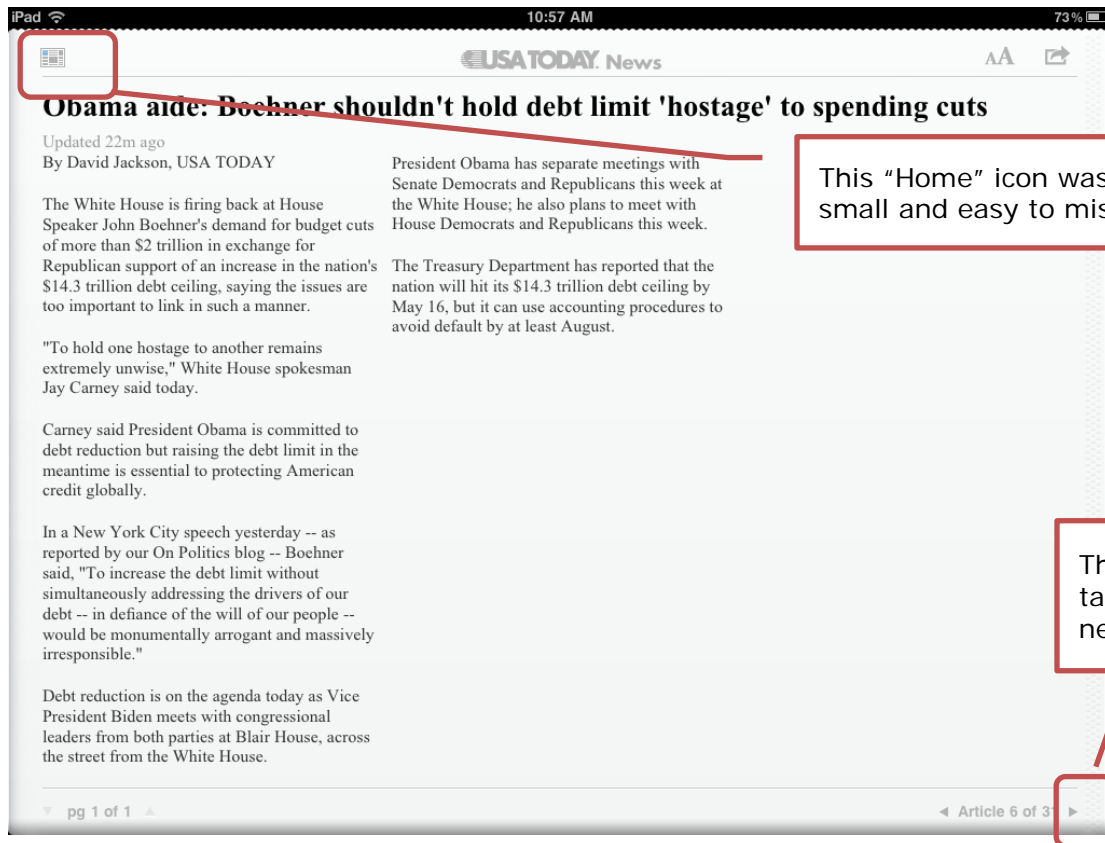 iPad 10:57 AM 73%
USA TODAY. News AA
Obama aide: Boehner shouldn't hold debt limit 'hostage' to spending cuts
Updated 22m ago
By David Jackson, USA TODAY
The White House is firing back at House
Speaker John Boehner's demand for budget cuts
of more than $2 trillion in exchange for
Republican support of an increase in the nation's
$14.3 trillion debt ceiling, saying the issues are
too important to link in such a manner.
"To hold one hostage to another remains
extremely unwise," White House spokesman
Jay Carney said today.
Carney said President Obama is committed to
debt reduction but raising the debt limit in the
meantime is essential to protecting American
credit globally.
In a New York City speech yesterday -- as
reported by our On Politics blog -- Boehner
said, "To increase the debt limit without
simultaneously addressing the drivers of our
debt -- in defiance of the will of our people --
would be monumentally arrogant and massively
irresponsible."
Debt reduction is on the agenda today as Vice
President Biden meets with congressional
leaders from both parties at Blair House, across
the street from the White House.
President Obama has separate meetings with
Senate Democrats and Republicans this week at
the White House; he also plans to meet with
House Democrats and Republicans this week.
The Treasury Department has reported that the
nation will hit its $14.3 trillion debt ceiling by
May 16, but it can use accounting procedures to
avoid default by at least August.
This “Home” icon was
small and easy to mis
Th
ta
ne
pg 1 of 1
Article 6 of 31